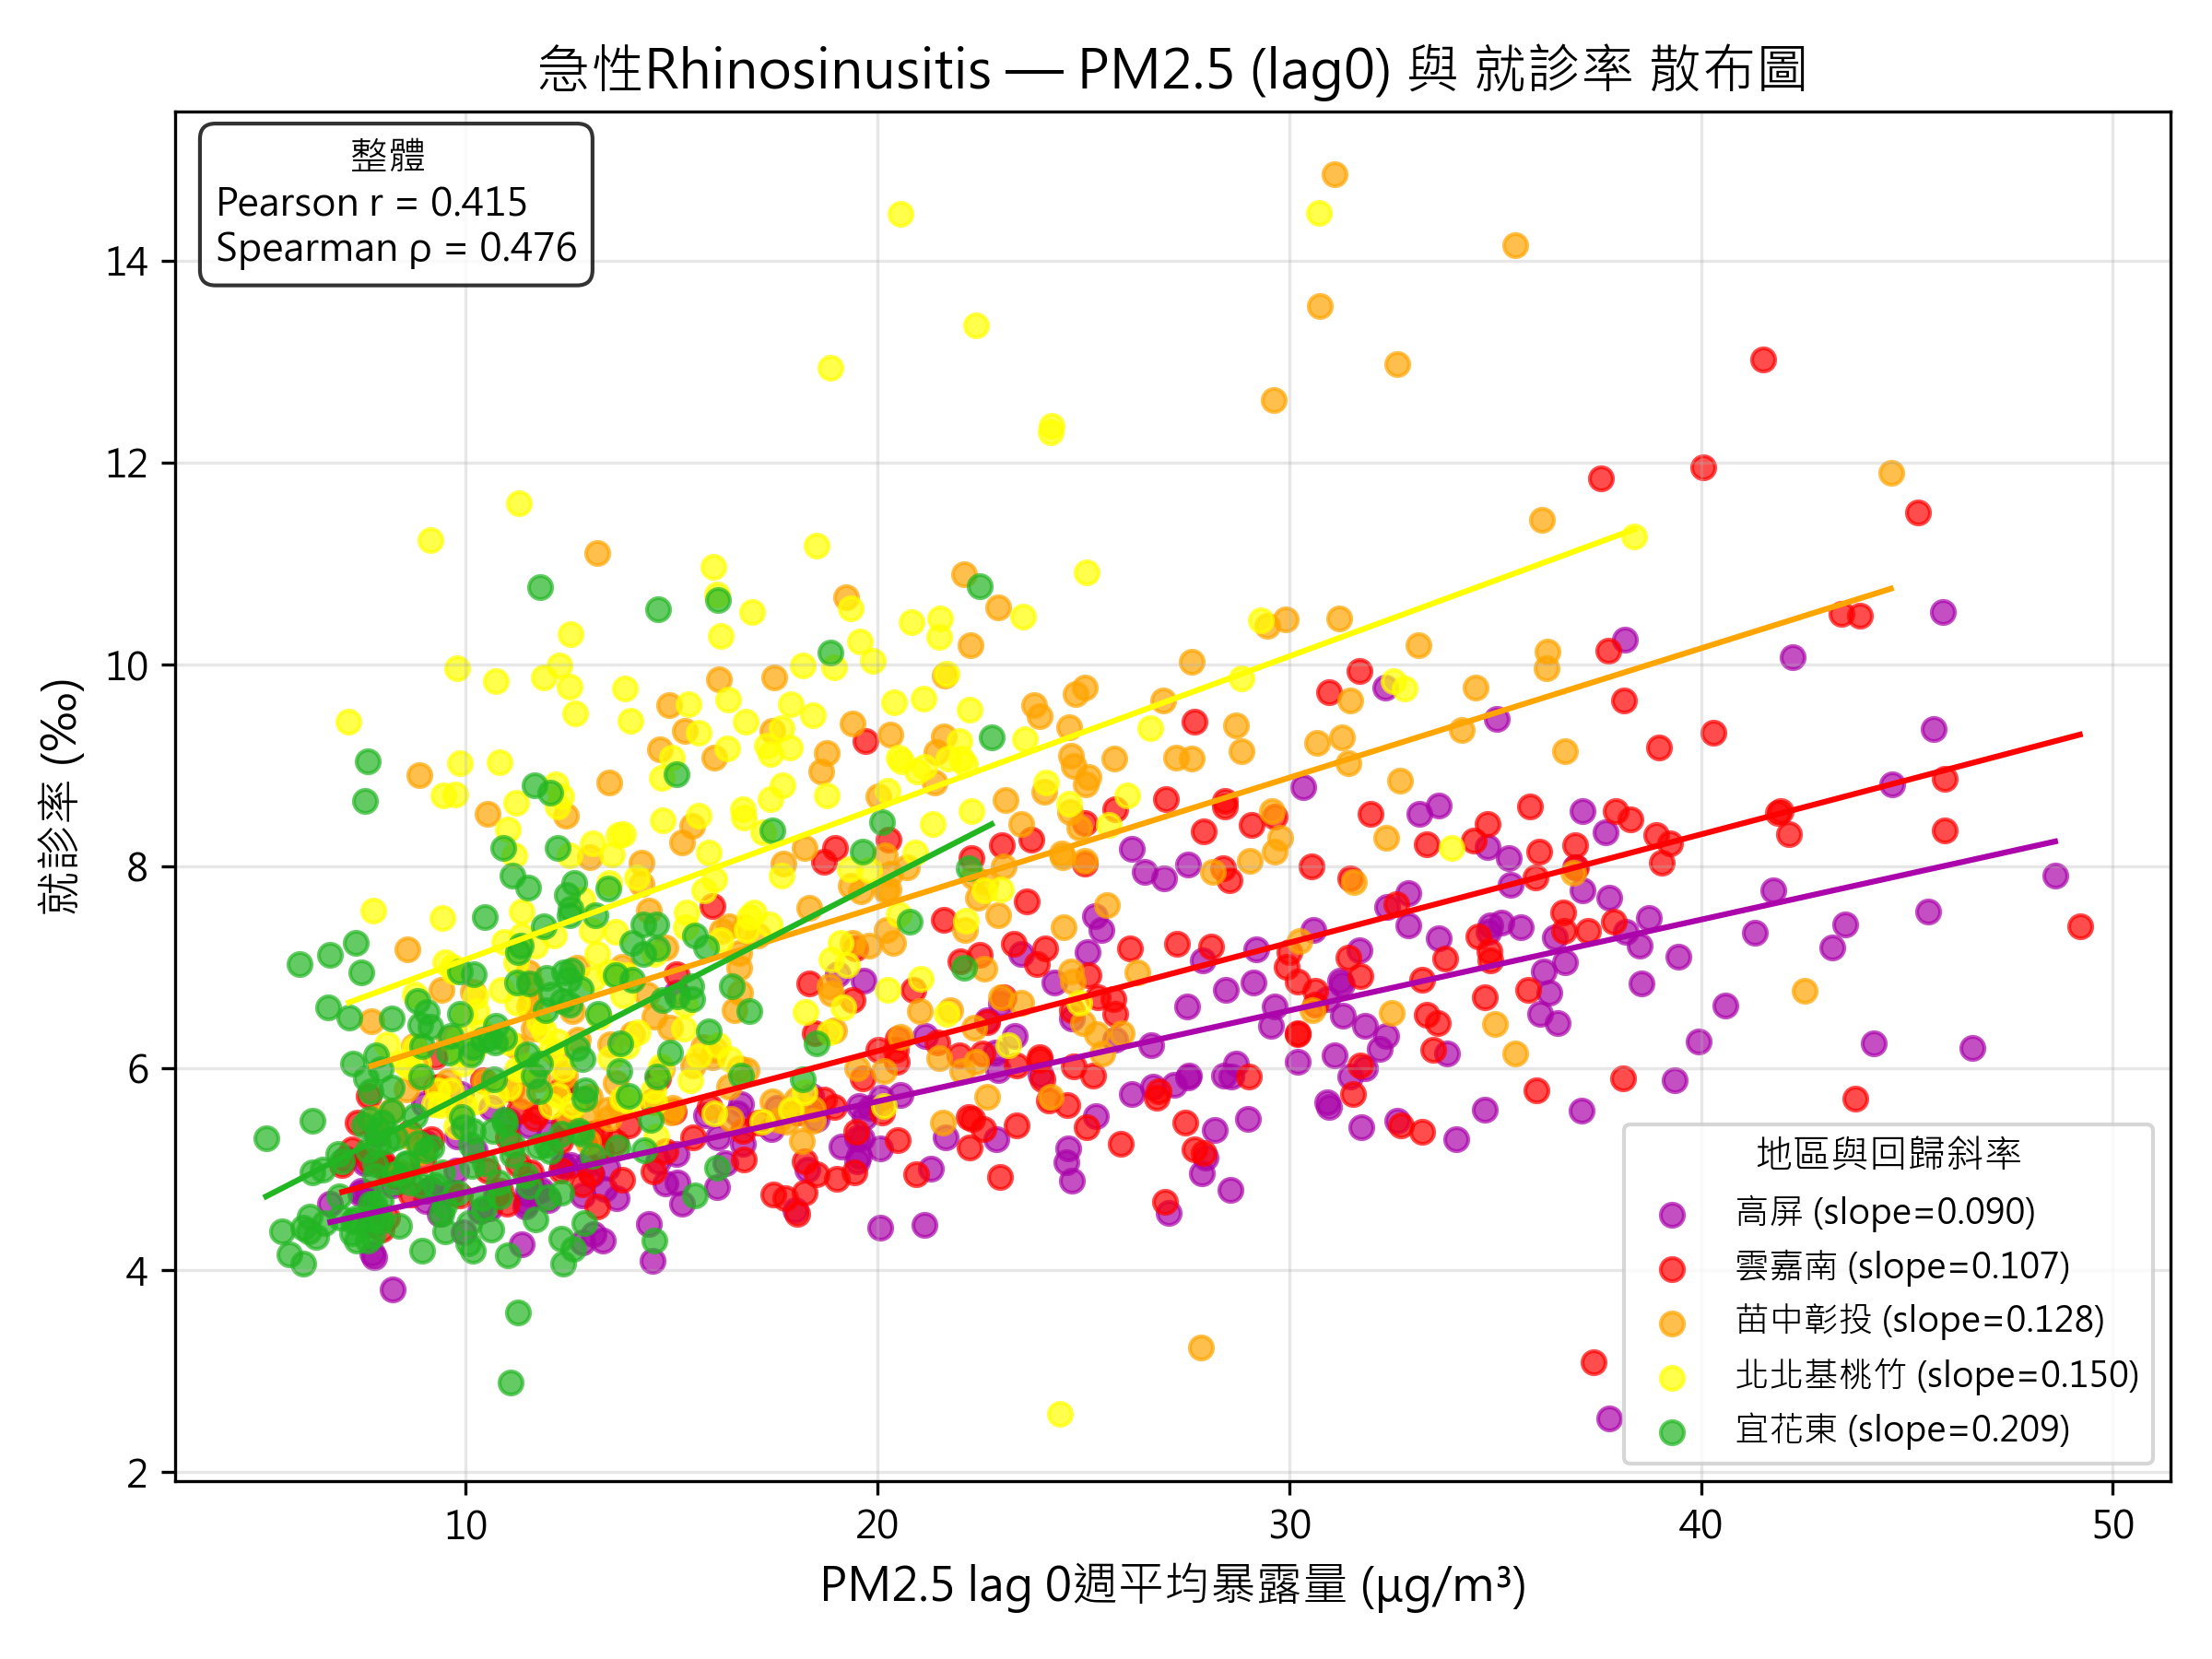 急性Rhinosinusitis — PM2.5 (lag0) 與 就診率 散布圖
整體
Pearson r = 0.415
Spearman ρ = 0.476
14
12
10
8
6
4
2
就診率 (‰)
地區與回歸斜率
高屏 (slope=0.090)
雲嘉南 (slope=0.107)
苗中彰投 (slope=0.128)
北北基桃竹 (slope=0.150)
宜花東 (slope=0.209)
10 20 30 40 50
PM2.5 lag 0週平均暴露量 (μg/m³)